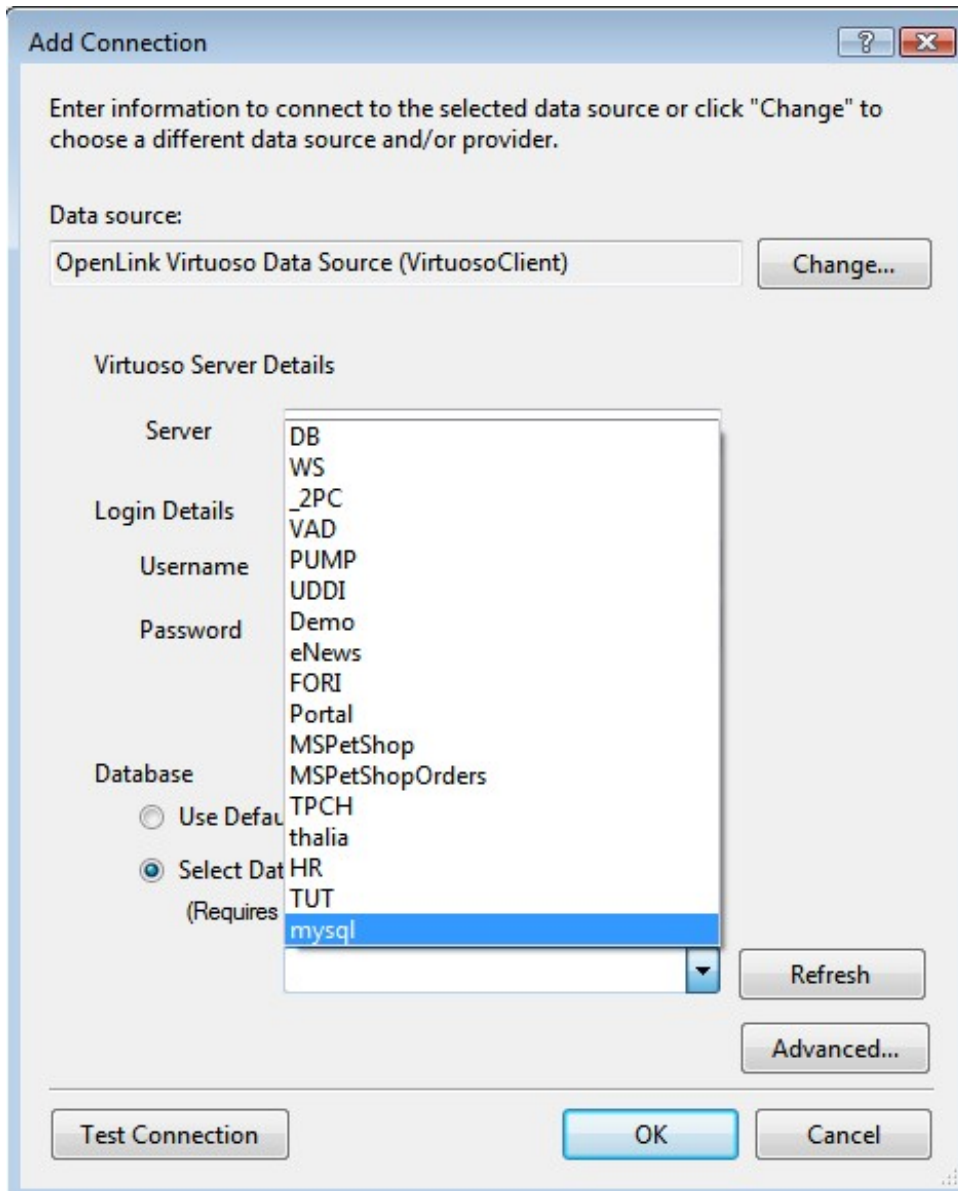 Add Connection
Enter information to connect to the selected data source or click "Change" to
choose a different data source and/or provider.
Data source:
OpenLink Virtuoso Data Source (VirtuosoClient)
Change...
Virtuoso Server Details
Server
DB
WS
_2PC
Login Details
VAD
Username
PUMP
UDDI
Password
Demo
eNews
FORI
Portal
MSPetShop
Database
MSPetShopOrders
TPCH
Use Defau
thalia
Select Dat
HR
TUT
(Requires
mysql
Refresh
Advanced...
Test Connection
OK
Cancel